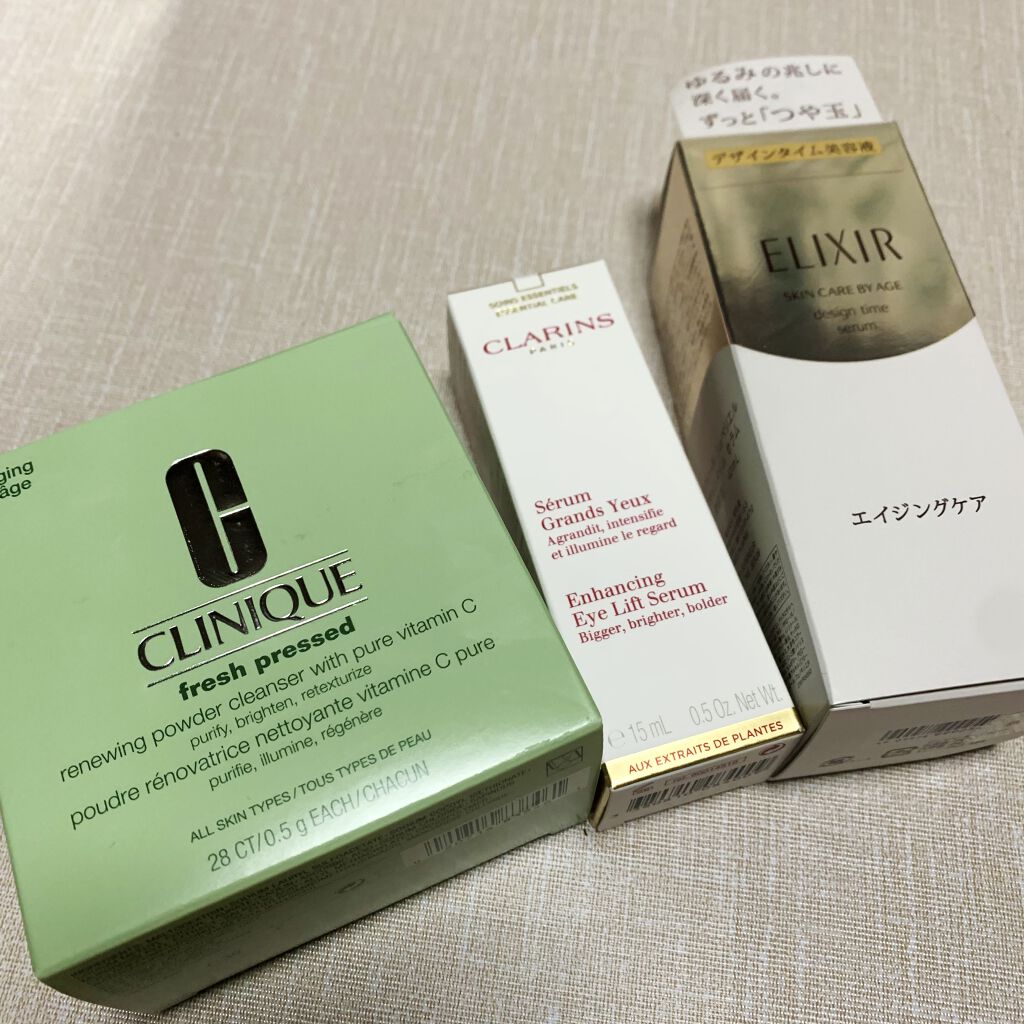 ging
âge
C
CLINIQUE
fresh pressed
renewing powder cleanser with pure vitamin C
purify, brighten, retexturize
poudre rénovatrice nettoyante vitamine C pure
purifie, illumine, régénère
ALL SKIN TYPES/TOUS TYPES DE PEAU
28 CT/0.5 g EACH/CHACUN
SOINS ESSENTIELS
ESSENTIAL CARE
CLARINS
PARIS
Sérum
Grands Yeux
Agrandit, intensifie
et illumine le regard
Enhancing
Eye Lift Serum
Bigger, brighter, bolder
℮ 15 mL 0.5 Oz. Net Wt.
AUX EXTRAITS DE PLANTES
ゆるみの兆しに
深く届く。
ずっと「つや玉」
デザインタイム美容液
ELIXIR
SKIN CARE BY AGE
design time
serum
エイジングケア